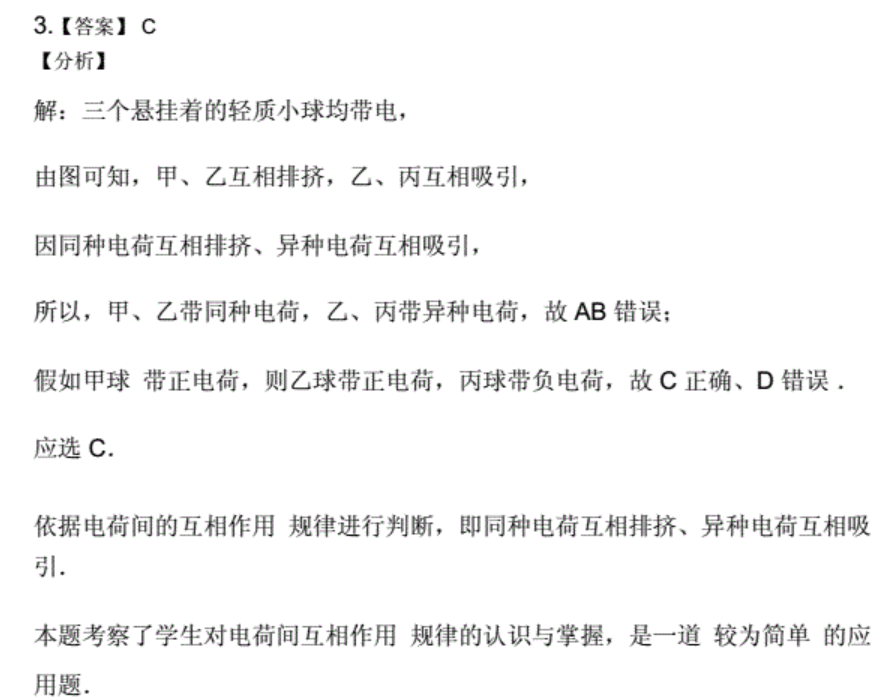 3.【答案】 C
【分析】
解：三个悬挂着的轻质小球均带电，
由图可知，甲、乙互相排挤，乙、丙互相吸引，
因同种电荷互相排挤、异种电荷互相吸引，
所以，甲、乙带同种电荷，乙、丙带异种电荷，故 AB 错误；
假如甲球 带正电荷，则乙球带正电荷，丙球带负电荷，故 C 正确、D 错误．
应选 C.
依据电荷间的互相作用 规律进行判断，即同种电荷互相排挤、异种电荷互相吸
引．
本题考察了学生对电荷间互相作用 规律的认识与掌握，是一道 较为简单 的应
用题．